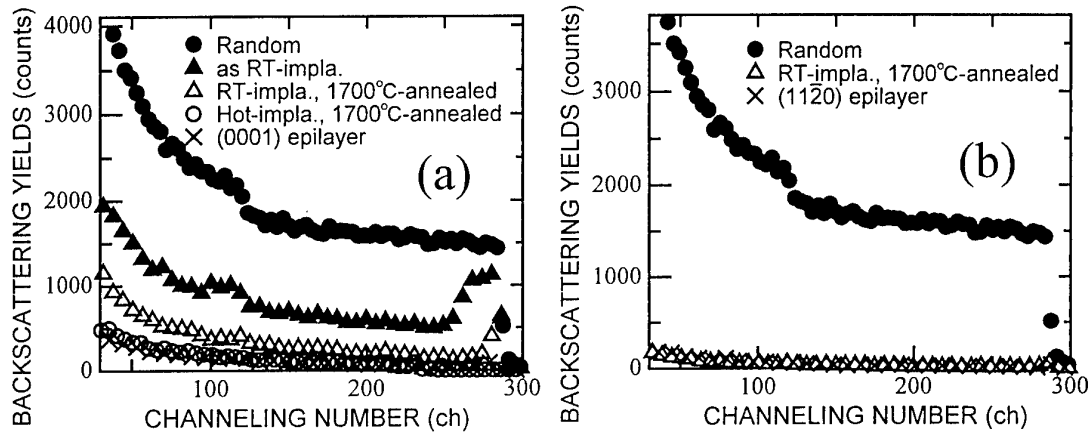 BACKSCATTERING YIELDS (counts)
4000
3000
2000
1000
0
Random
as RT-impla.
RT-impla., 1700°C-annealed
Hot-impla., 1700°C-annealed
(0001) epilayer
(a)
100
200
300
CHANNELING NUMBER (ch)
BACKSCATTERING YIELDS (counts)
3000
2000
1000
0
Random
RT-impla., 1700°C-annealed
(112̄0) epilayer
(b)
100
200
300
CHANNELING NUMBER (ch)